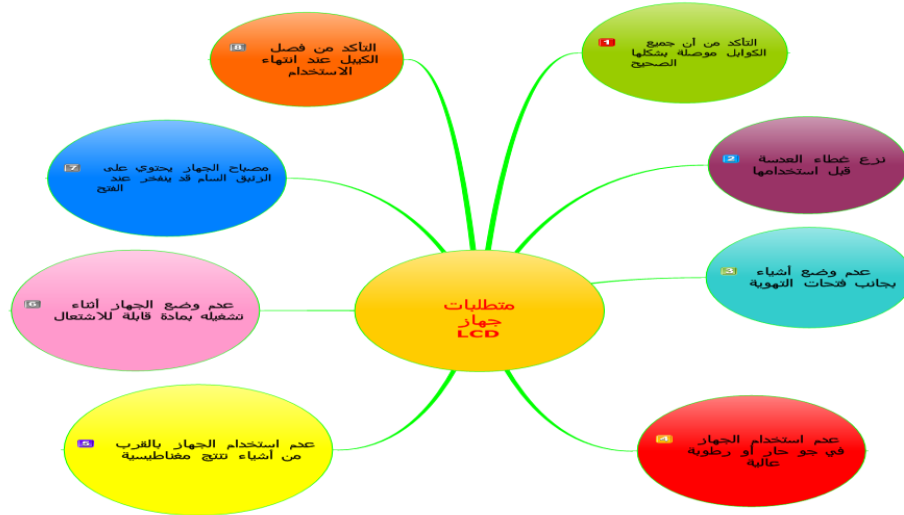 متطلبات
جهاز
LCD
1
التأكد من أن جميع
الكوابل موصلة بشكلها
الصحيح
2
نزع غطاء العدسة
قبل استخدامها
3
عدم وضع أشياء
بجانب فتحات التهوية
4
عدم استخدام الجهاز
في جو حار أو رطوبة
عالية
5
عدم استخدام الجهاز بالقرب
من أشياء تنتج مغناطيسية
6
عدم وضع الجهاز أثناء
تشغيله بمادة قابلة للاشتعال
7
مصباح الجهاز يحتوي على
الزئبق السام قد ينفجر عند
الفتح
8
التأكد من فصل
الكيبل عند انتهاء
الاستخدام